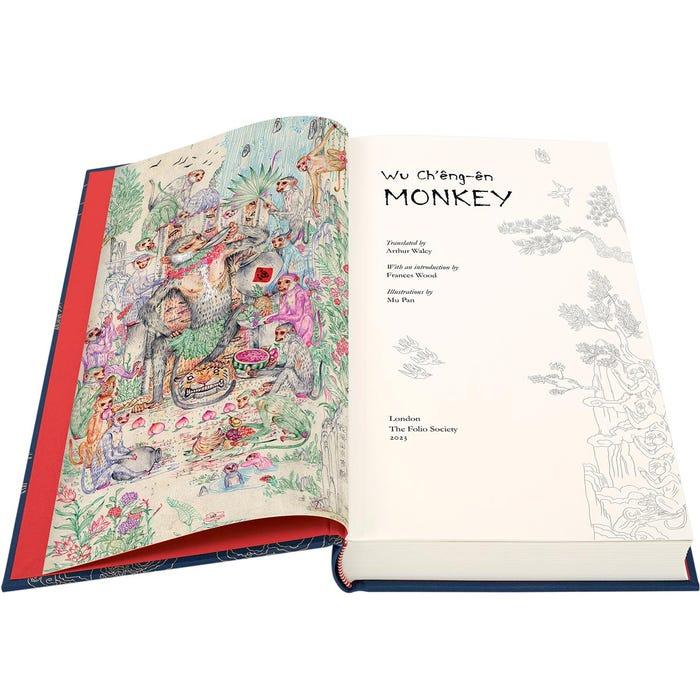 Wu Ch'êng-ên
MONKEY
Translated by
Arthur Waley
With an introduction by
Frances Wood
Illustrations by
Mu Pan
London
The Folio Society
2023